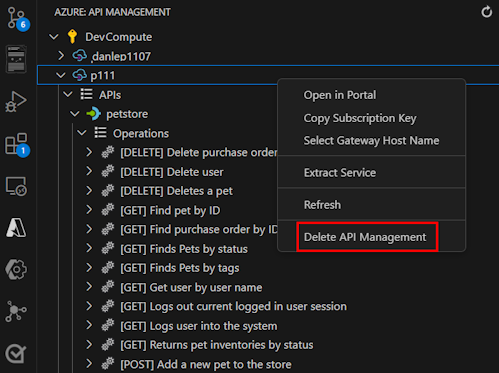 AZURE: API MANAGEMENT
6
DevCompute
danlep1107
p111
APIs
petstore
Operations
[DELETE] Delete purchase order
[DELETE] Delete user
[DELETE] Deletes a pet
[GET] Find pet by ID
[GET] Find purchase order by ID
[GET] Finds Pets by status
[GET] Finds Pets by tags
[GET] Get user by user name
[GET] Logs out current logged in user session
[GET] Logs user into the system
[GET] Returns pet inventories by status
[POST] Add a new pet to the store
1
Open in Portal
Copy Subscription Key
Select Gateway Host Name
Extract Service
Refresh
Delete API Management